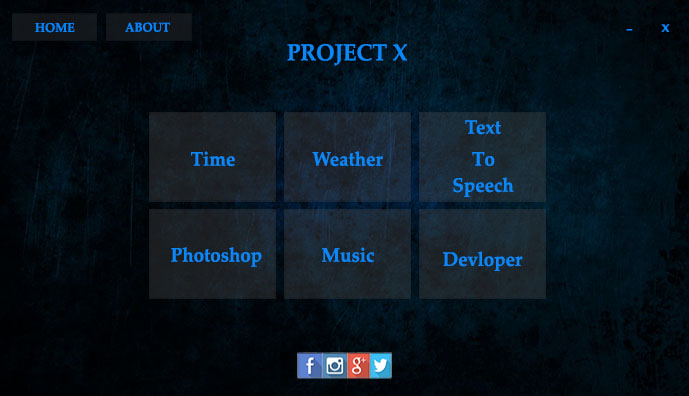 HOME
ABOUT
– X
PROJECT X
Time
Weather
Text
To
Speech
Photoshop
Music
Devloper
f
g+